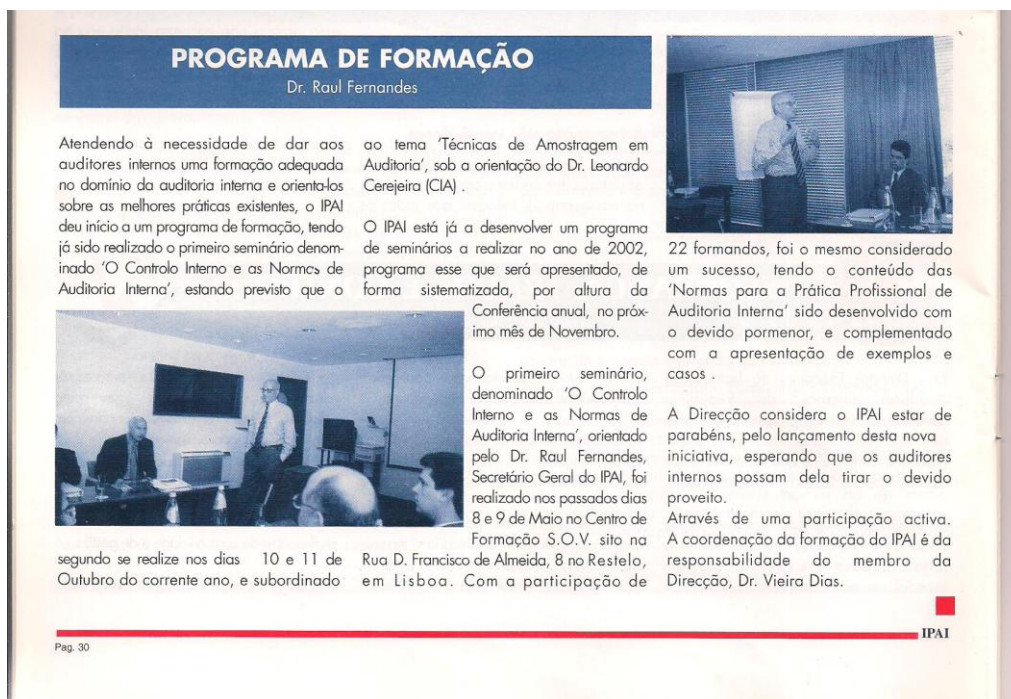 PROGRAMA DE FORMAÇÃO
Dr. Raul Fernandes
Atendendo à necessidade de dar aos
auditores internos uma formação adequada
no domínio da auditoria interna e orienta-los
sobre as melhores práticas existentes, o IPAI
deu início a um programa de formação, tendo
já sido realizado o primeiro seminário denom-
inado ‘O Controlo Interno e as Normas de
Auditoria Interna’, estando previsto que o
segundo se realize nos dias 10 e 11 de
Outubro do corrente ano, e subordinado
ao tema ‘Técnicas de Amostragem em
Auditoria’, sob a orientação do Dr. Leonardo
Cerejeira (CIA) .
O IPAI está já a desenvolver um programa
de seminários a realizar no ano de 2002,
programa esse que será apresentado, de
forma sistematizada, por altura da
Conferência anual, no próx-
imo mês de Novembro.
O primeiro seminário,
denominado ‘O Controlo
Interno e as Normas de
Auditoria Interna’, orientado
pelo Dr. Raul Fernandes,
Secretário Geral do IPAI, foi
realizado nos passados dias
8 e 9 de Maio no Centro de
Formação S.O.V. sito na
Rua D. Francisco de Almeida, 8 no Restelo,
em Lisboa. Com a participação de
22 formandos, foi o mesmo considerado
um sucesso, tendo o conteúdo das
‘Normas para a Prática Profissional de
Auditoria Interna’ sido desenvolvido com
o devido pormenor, e complementado
com a apresentação de exemplos e
casos .
A Direcção considera o IPAI estar de
parabéns, pelo lançamento desta nova
iniciativa, esperando que os auditores
internos possam dela tirar o devido
proveito.
Através de uma participação activa.
A coordenação da formação do IPAI é da
responsabilidade do membro da
Direcção, Dr. Vieira Dias.
IPAI
Pag. 30